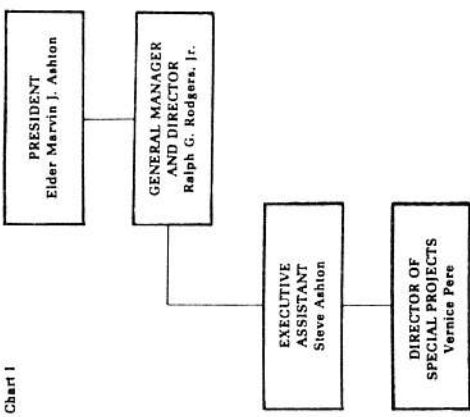 Chart I
PRESIDENT
Elder Marvin J. Ashton
GENERAL MANAGER
AND DIRECTOR
Ralph G. Rodgers, Jr.
EXECUTIVE
ASSISTANT
Steve Ashton
DIRECTOR OF
SPECIAL PROJECTS
Vernice Pere